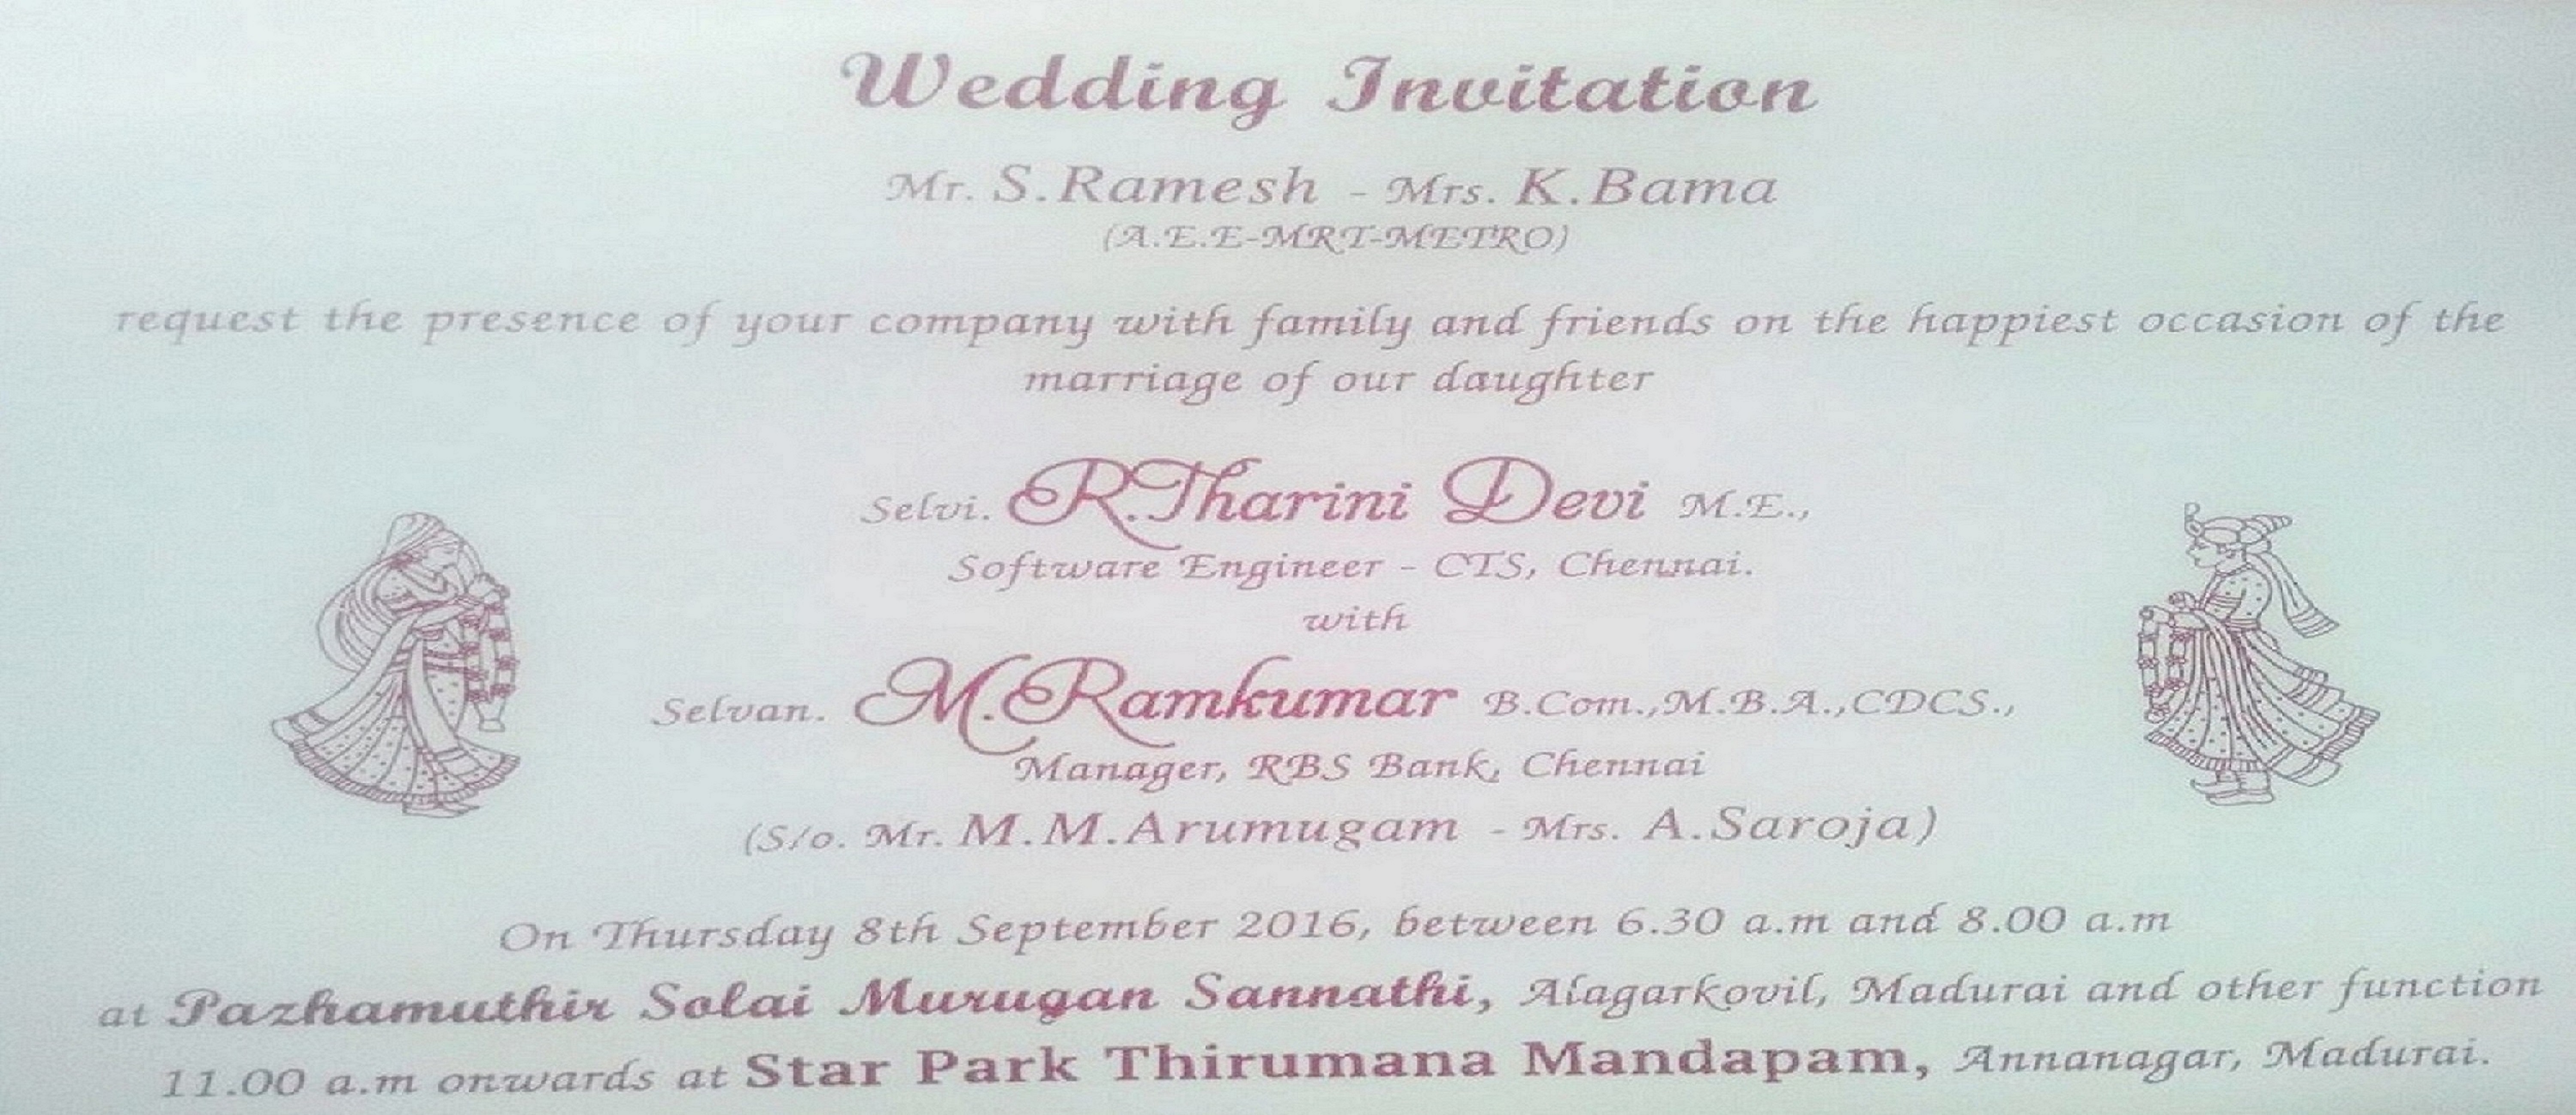 Wedding Invitation
Mr. S.Ramesh - Mrs. K.Bama
(A.E.E-MRT-METRO)
request the presence of your company with family and friends on the happiest occasion of the
marriage of our daughter
Selvi. R.Tharini Devi M.E.,
Software Engineer - CTS, Chennai.
with
Selvan. M.Ramkumar B.Com.,M.B.A.,CDCS.,
Manager, RBS Bank, Chennai
(S/o. Mr. M.M.Arumugam - Mrs. A.Saroja)
On Thursday 8th September 2016, between 6.30 a.m and 8.00 a.m
at Pazhamuthir Solai Murugan Sannathi, Alagarkovil, Madurai and other function
11.00 a.m onwards at Star Park Thirumana Mandapam, Annanagar, Madurai.